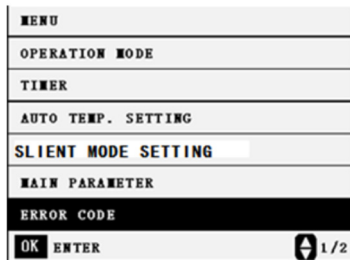 MENU
OPERATION MODE
TIMER
AUTO TEMP. SETTING
SLIENT MODE SETTING
MAIN PARAMETER
ERROR CODE
OK ENTER 1/2